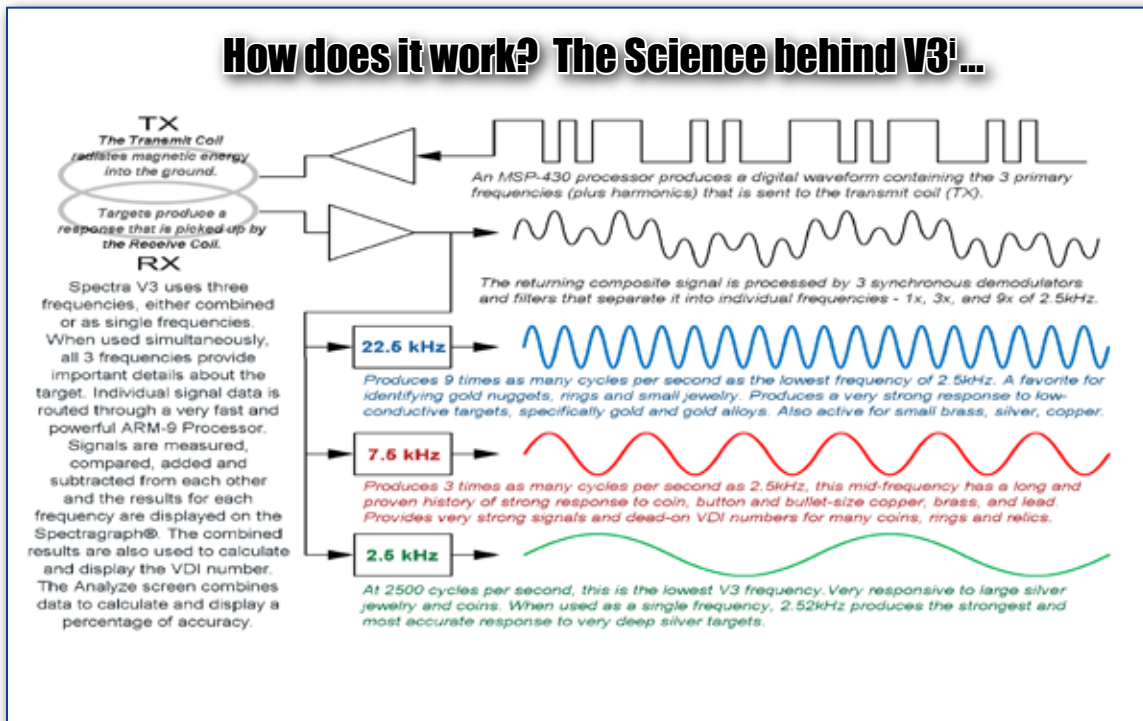 How does it work? The Science behind V3i...
TX
The Transmit Coil
radiates magnetic energy
into the ground.
Targets produce a
response that is picked up by
the Receive Coil.
RX
Spectra V3 uses three
frequencies, either combined
or as single frequencies.
When used simultaneously,
all 3 frequencies provide
important details about the
target. Individual signal data is
routed through a very fast and
powerful ARM-9 Processor.
Signals are measured,
compared, added and
subtracted from each other
and the results for each
frequency are displayed on the
Spectragraph®. The combined
results are also used to calculate
and display the VDI number.
The Analyze screen combines
data to calculate and display a
percentage of accuracy.
An MSP-430 processor produces a digital waveform containing the 3 primary
frequencies (plus harmonics) that is sent to the transmit coil (TX).
The returning composite signal is processed by 3 synchronous demodulators
and filters that separate it into individual frequencies - 1x, 3x, and 9x of 2.5kHz.
22.5 kHz
Produces 9 times as many cycles per second as the lowest frequency of 2.5kHz. A favorite for
identifying gold nuggets, rings and small jewelry. Produces a very strong response to low-
conductive targets, specifically gold and gold alloys. Also active for small brass, silver, copper.
7.5 kHz
Produces 3 times as many cycles per second as 2.5kHz, this mid-frequency has a long and
proven history of strong response to coin, button and bullet-size copper, brass, and lead.
Provides very strong signals and dead-on VDI numbers for many coins, rings and relics.
2.5 kHz
At 2500 cycles per second, this is the lowest V3 frequency. Very responsive to large silver
jewelry and coins. When used as a single frequency, 2.52kHz produces the strongest and
most accurate response to very deep silver targets.